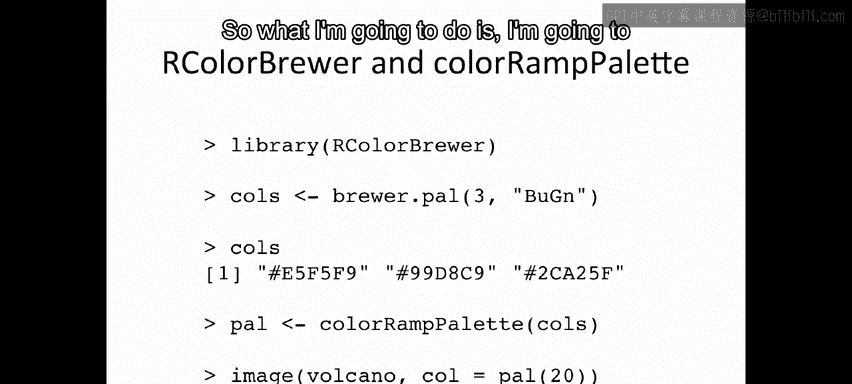 So what I'm going to do is, I'm going to
RColorBrewer and colorRampPalette
> library(RColorBrewer)
> cols <- brewer.pal(3, "BuGn")
> cols
[1] "#E5F5F9" "#99D8C9" "#2CA25F"
> pal <- colorRampPalette(cols)
> image(volcano, col = pal(20))